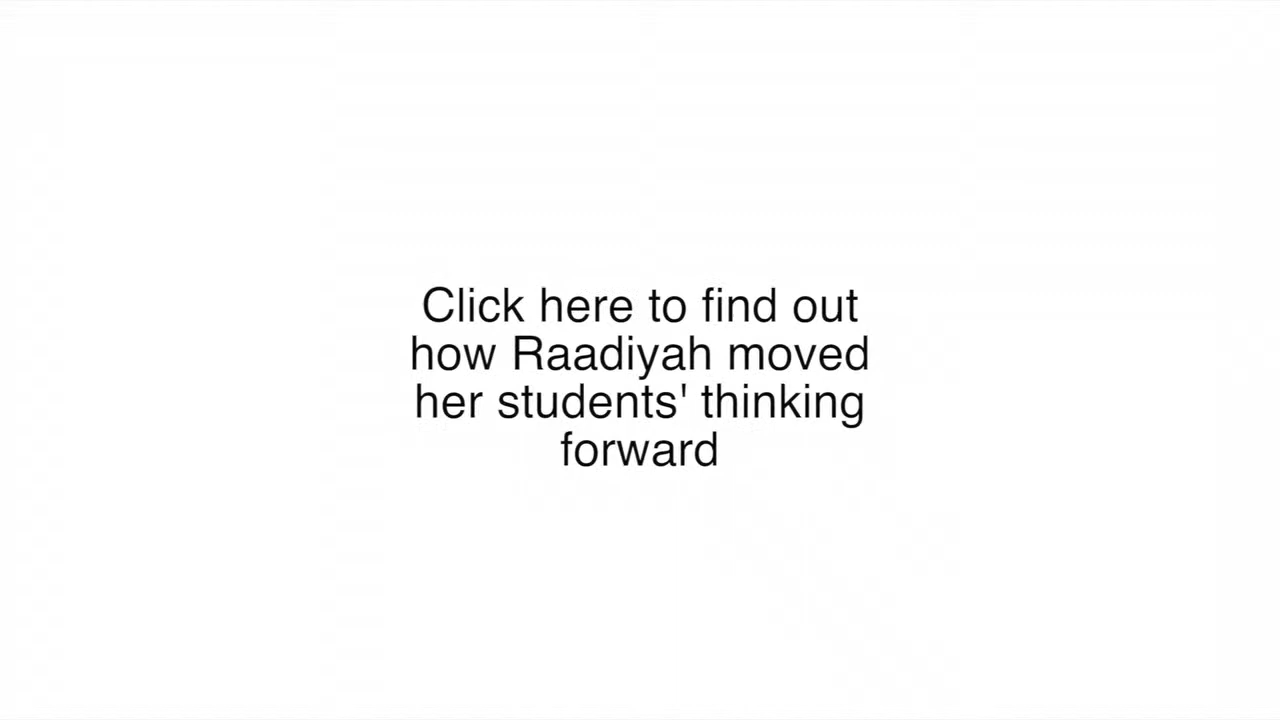 Click here to find out
how Raadiyah moved
her students' thinking
forward